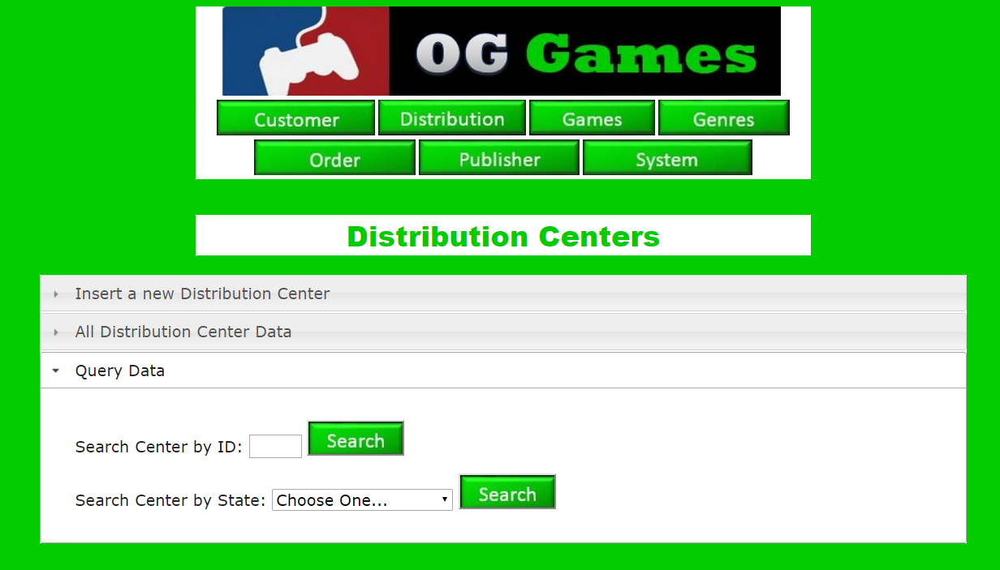 OG Games
Customer Distribution Games Genres
Order Publisher System
Distribution Centers
Insert a new Distribution Center
All Distribution Center Data
Query Data
Search Center by ID: Search
Search Center by State: Choose One... Search